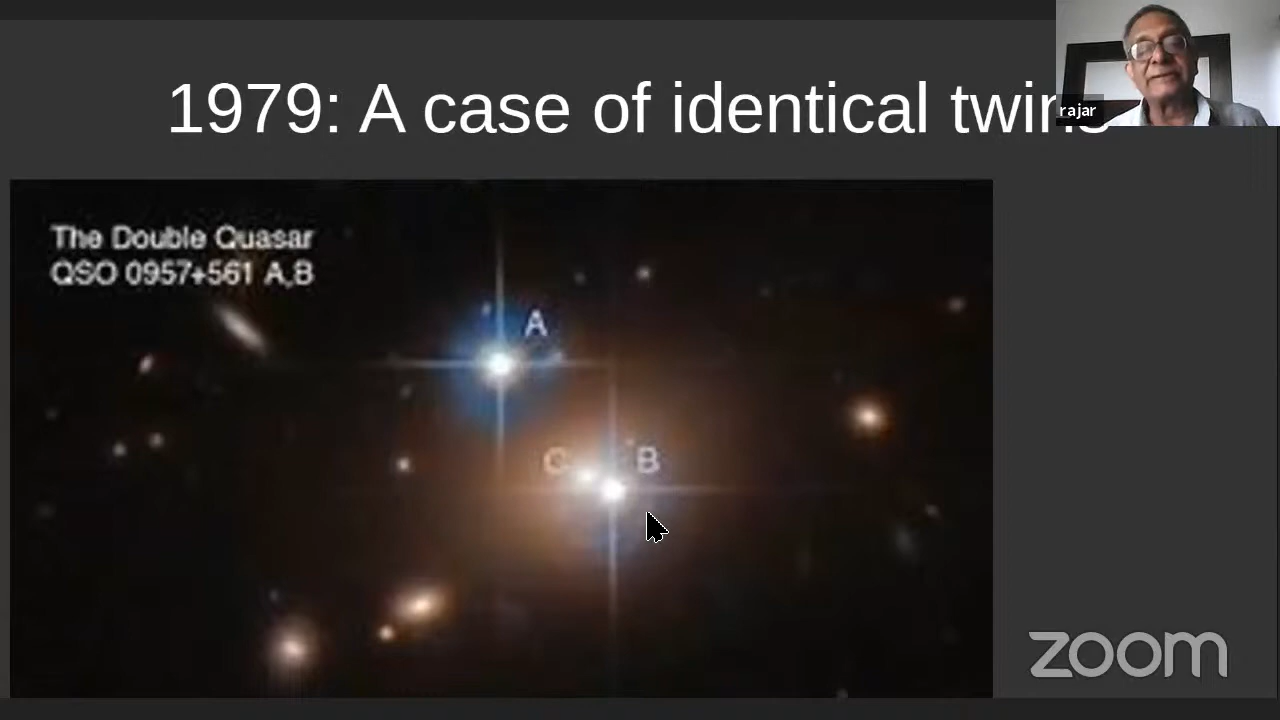 1979: A case of identical twins
rajar
The Double Quasar
QSO 0957+561 A,B
A
C
B
zoom